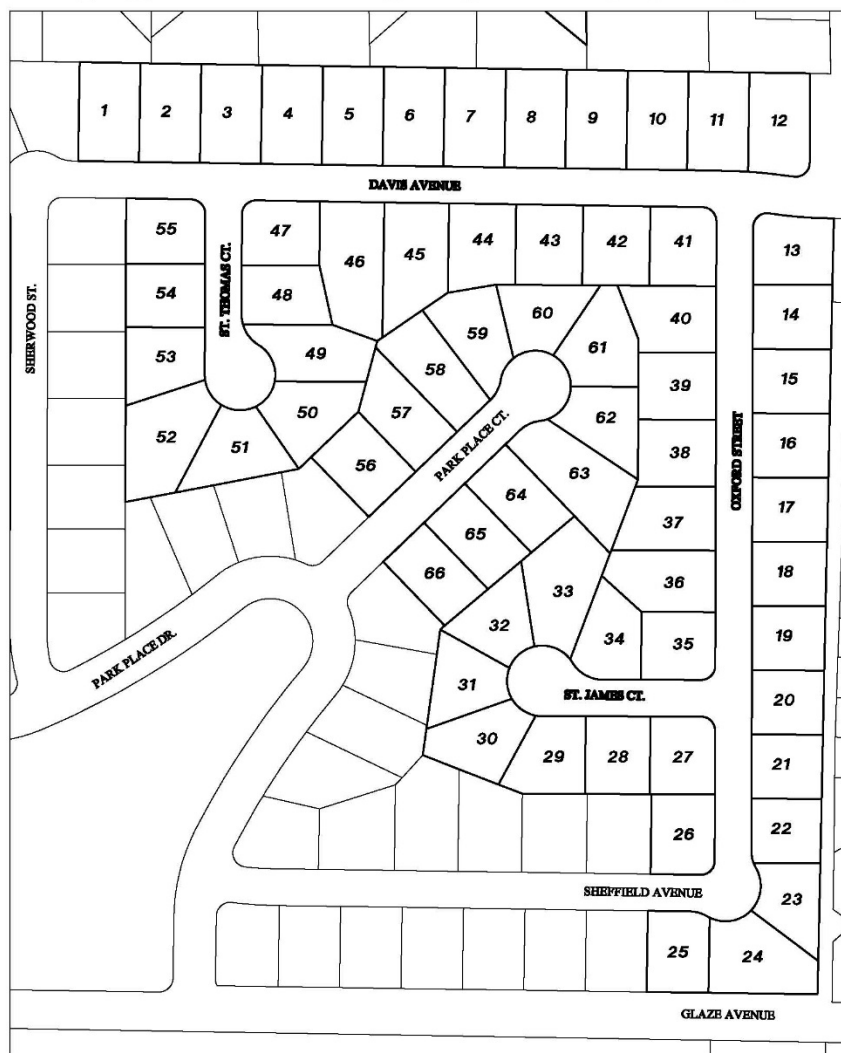 1 2 3 4 5 6 7 8 9 10 11 12
DAVIS AVENUE
55 47 46 45 44 43 42 41 13
ST. THOMAS CT.
54 48 59 60 61 40 14
SHERWOOD ST.
53 49 58 39 15
52 51 50 57 62 38 16
PARK PLACE CT.
OXFORD STREET
56 64 63 37 17
66 65 33 36 18
32 34 35 19
PARK PLACE DR.
31
ST. JAMES CT.
20
30 29 28 27 21
26 22
SHEFFIELD AVENUE
23
25 24
GLAZE AVENUE